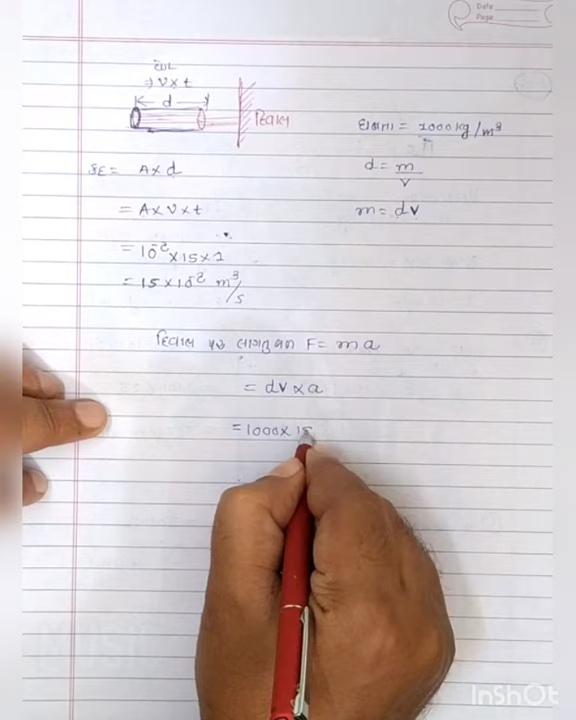 Date
Page
વેગ
⇒ v×t
← d →
દિવાલ
ઘનતા = 1000 kg/m³
કદ = A×d
d = m/v
= A×v×t
m = dv
= 10⁻²×15×1
= 15×10⁻² m³/s
દિવાલ પર લાગતુ બળ F = ma
= dv×a
= 1000×15
InShOt